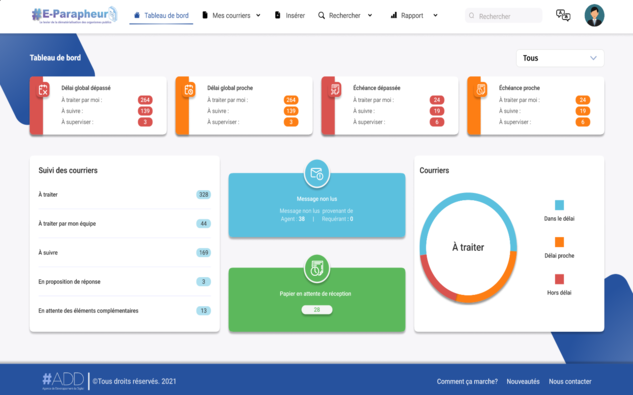 #E-Parapheur
Tableau de bord
Mes courriers
Insérer
Rechercher
Rapport
Rechercher
Tableau de bord
Tous
Délai global dépassé
À traiter par moi : 264
À suivre : 139
À superviser : 3
Délai global proche
À traiter par moi : 264
À suivre : 139
À superviser : 3
Échéance dépassée
À traiter par moi : 24
À suivre : 19
À superviser : 6
Échéance proche
À traiter par moi : 24
À suivre : 19
À superviser : 6
Suivi des courriers
À traiter 328
À traiter par mon équipe 44
À suivre 169
En proposition de réponse 3
En attente des éléments complémentaires 13
Message non lus
Message non lus provenant de
Agent : 38 | Requérant : 0
Papier en attente de réception
28
Courriers
À traiter
Dans le délai
Délai proche
Hors délai
#ADD
©Tous droits réservés. 2021
Comment ça marche?
Nouveautés
Nous contacter